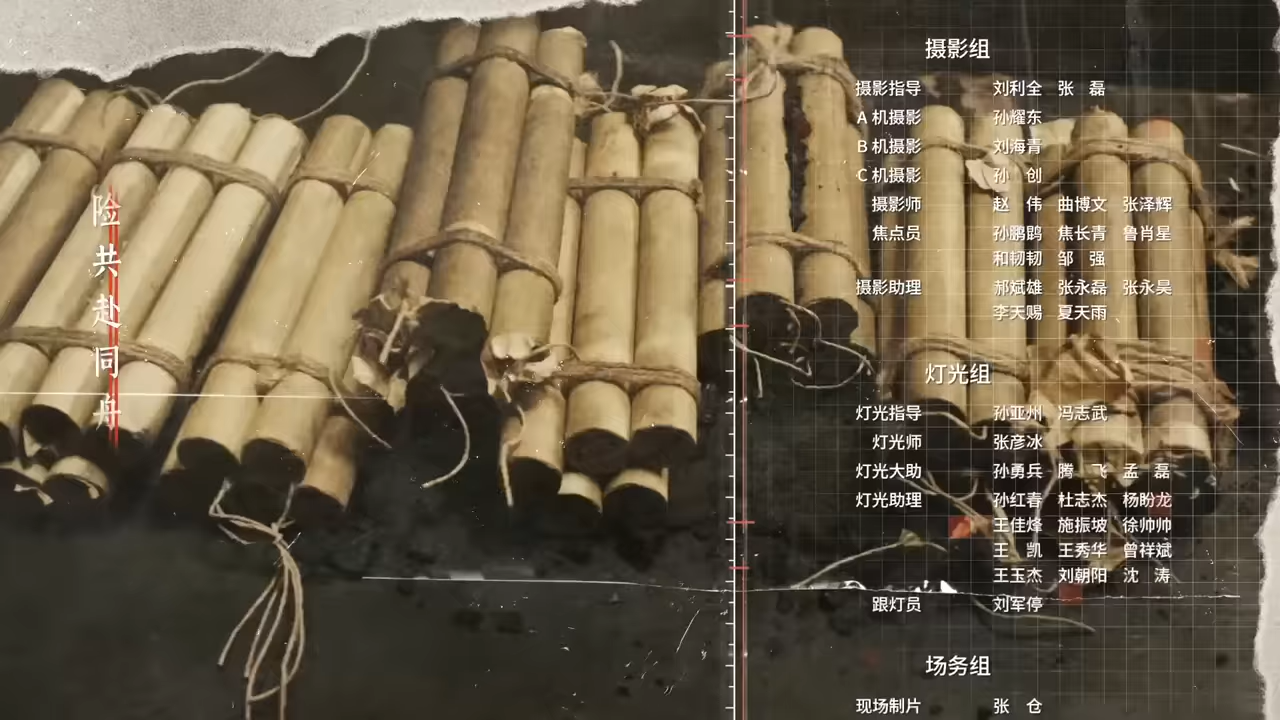 险共赴同舟
摄影组
摄影指导 刘利全 张 磊
A 机摄影 孙耀东
B 机摄影 刘海青
C 机摄影 孙 创
摄影师 赵 伟 曲博文 张泽辉
焦点员 孙鹏鹍 焦长青 鲁肖星
和韧韧 邹 强
摄影助理 郝斌雄 张永磊 张永昊
李天赐 夏天雨
灯光组
灯光指导 孙亚州 冯志武
灯光师 张彦冰
灯光大助 孙勇兵 腾 飞 孟 磊
灯光助理 孙红春 杜志杰 杨盼龙
王佳烽 施振坡 徐帅帅
王 凯 王秀华 曾祥斌
王玉杰 刘朝阳 沈 涛
跟灯员 刘军停
场务组
现场制片 张 仓